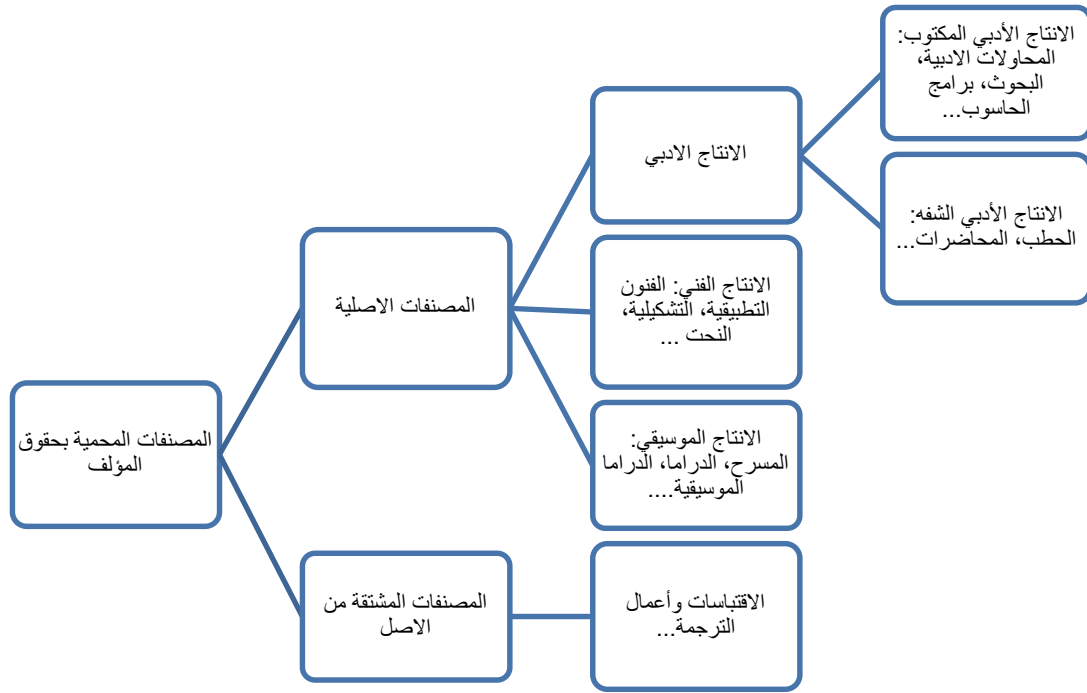 المصنفات المحمية بحقوق
المؤلف
المصنفات الاصلية
الانتاج الادبي
الانتاج الأدبي المكتوب:
المحاولات الادبية،
البحوث، برامج
الحاسوب...
الانتاج الأدبي الشفه:
الحطب، المحاضرات...
الانتاج الفني: الفنون
التطبيقية، التشكيلية،
النحت ...
الانتاج الموسيقي:
المسرح، الدراما، الدراما
الموسيقية....
المصنفات المشتقة من
الاصل
الاقتباسات وأعمال
الترجمة...